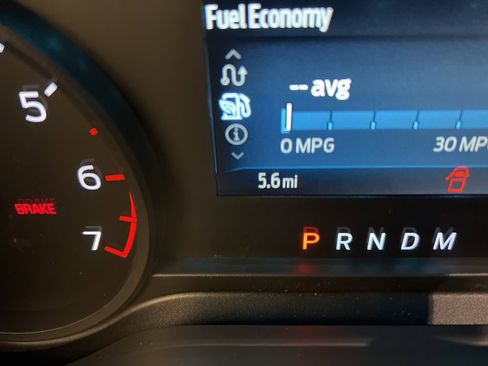 Fuel Economy
-- avg
0 MPG 30 MPG
5.6 mi
P R N D M
5
6
BRAKE
7